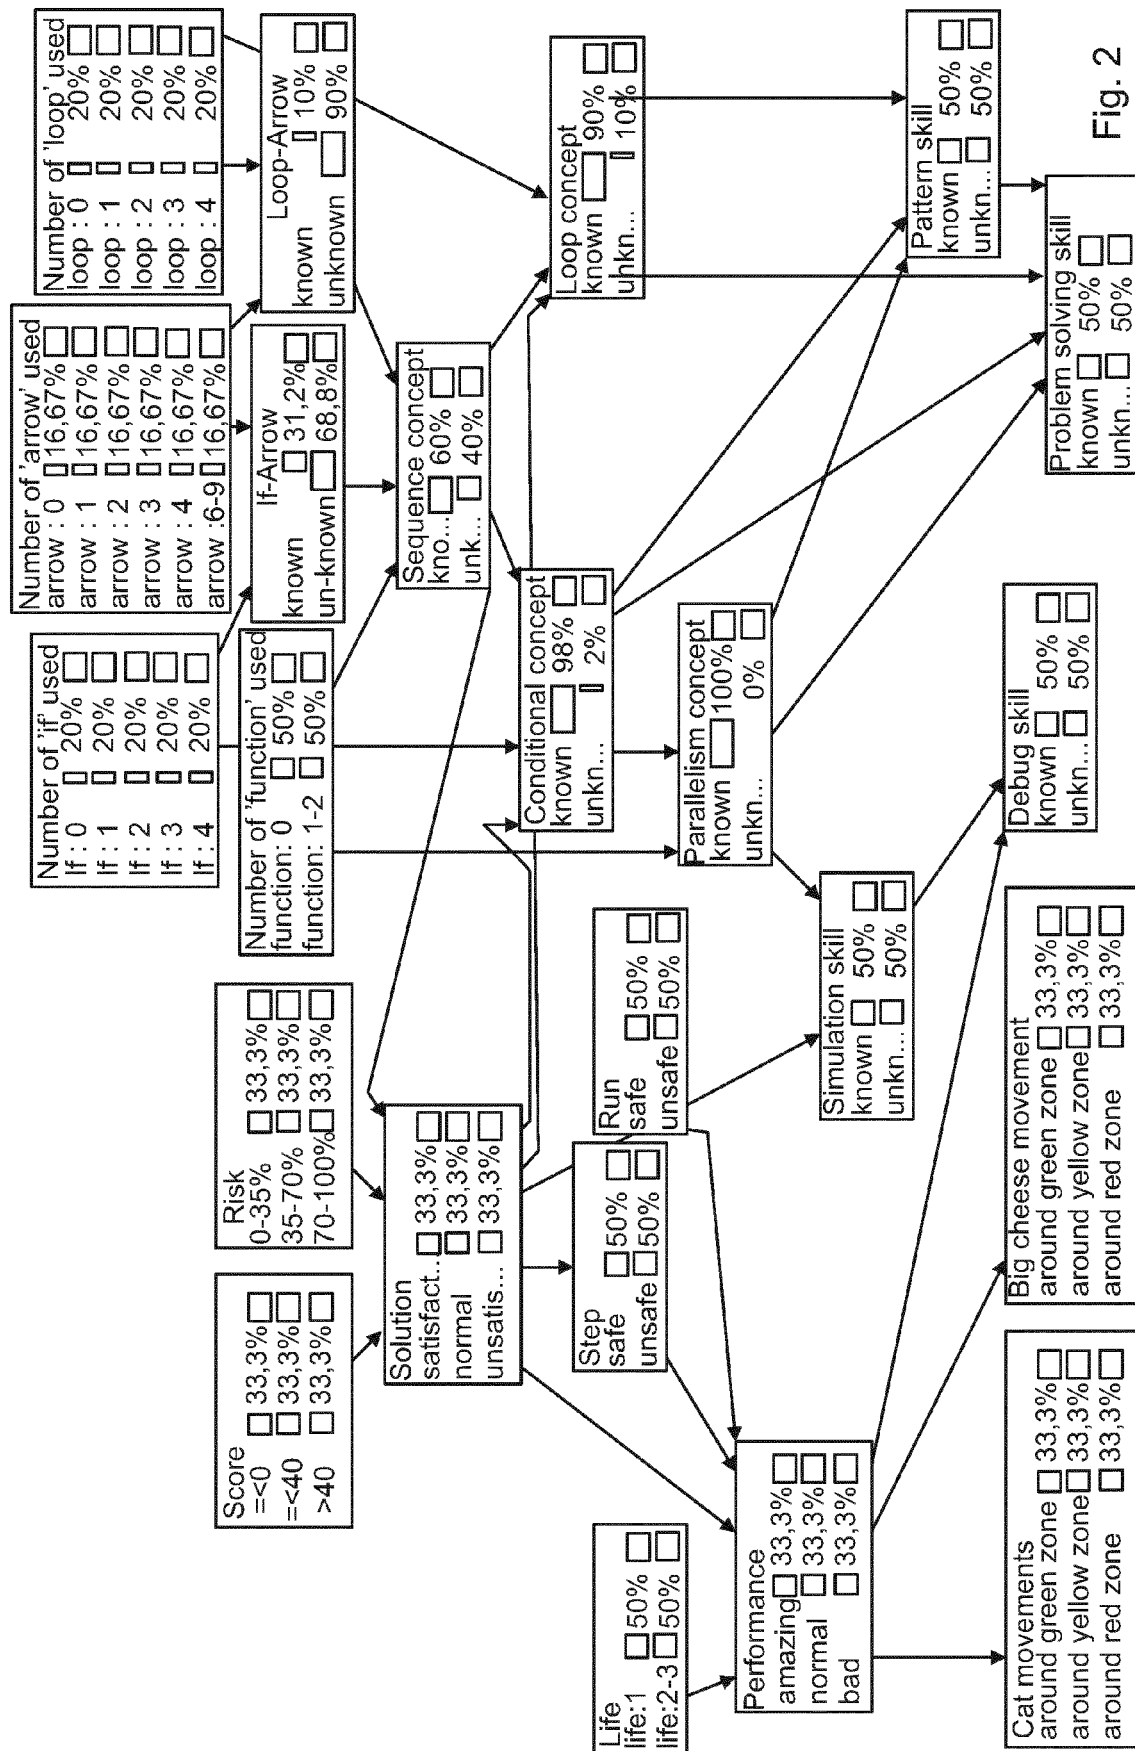 Number of 'loop' used
loop : 0 20%
loop : 1 20%
loop : 2 20%
loop : 3 20%
loop : 4 20%
Number of 'arrow' used
arrow : 0 16,67%
arrow : 1 16,67%
arrow : 2 16,67%
arrow : 3 16,67%
arrow : 4 16,67%
arrow :6-9 16,67%
Number of 'if' used
If : 0 20%
If : 1 20%
If : 2 20%
If : 3 20%
If : 4 20%
Loop-Arrow
known 10%
unknown 90%
If-Arrow
known 31,2%
un-known 68,8%
Number of 'function' used
function: 0 50%
function: 1-2 50%
Risk
0-35% 33,3%
35-70% 33,3%
70-100% 33,3%
Score
=<0 33,3%
=<40 33,3%
>40 33,3%
Sequence concept
kno... 60%
unk... 40%
Solution
satisfact... 33,3%
normal 33,3%
unsatis... 33,3%
Loop concept
known 90%
unkn... 10%
Conditional concept
known 98%
unkn... 2%
Run
safe 50%
unsafe 50%
Step
safe 50%
unsafe 50%
Life
life:1 50%
life:2-3 50%
Parallelism concept
known 100%
unkn... 0%
Performance
amazing 33,3%
normal 33,3%
bad 33,3%
Simulation skill
known 50%
unkn... 50%
Pattern skill
known 50%
unkn... 50%
Problem solving skill
known 50%
unkn... 50%
Debug skill
known 50%
unkn... 50%
Big cheese movement
around green zone 33,3%
around yellow zone 33,3%
around red zone 33,3%
Cat movements
around green zone 33,3%
around yellow zone 33,3%
around red zone 33,3%
Fig. 2